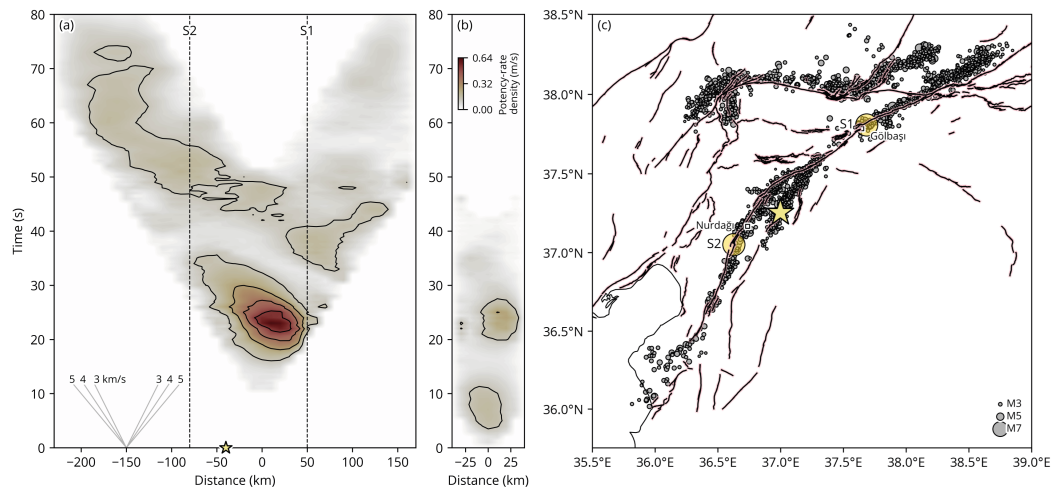 (a)
S2
S1
80
70
60
50
40
30
20
10
0
Time (s)
5 4 3 km/s
3 4 5
−200 −150 −100 −50 0 50 100 150
Distance (km)
(b)
80
70
60
50
40
30
20
10
0
0.64
0.32
0.00
Potency-rate
density (m/s)
−25 0 25
Distance (km)
(c)
38.5°N
38.0°N
37.5°N
37.0°N
36.5°N
36.0°N
S1
Gölbaşı
Nurdağı
S2
M3
M5
M7
35.5°E 36.0°E 36.5°E 37.0°E 37.5°E 38.0°E 38.5°E 39.0°E